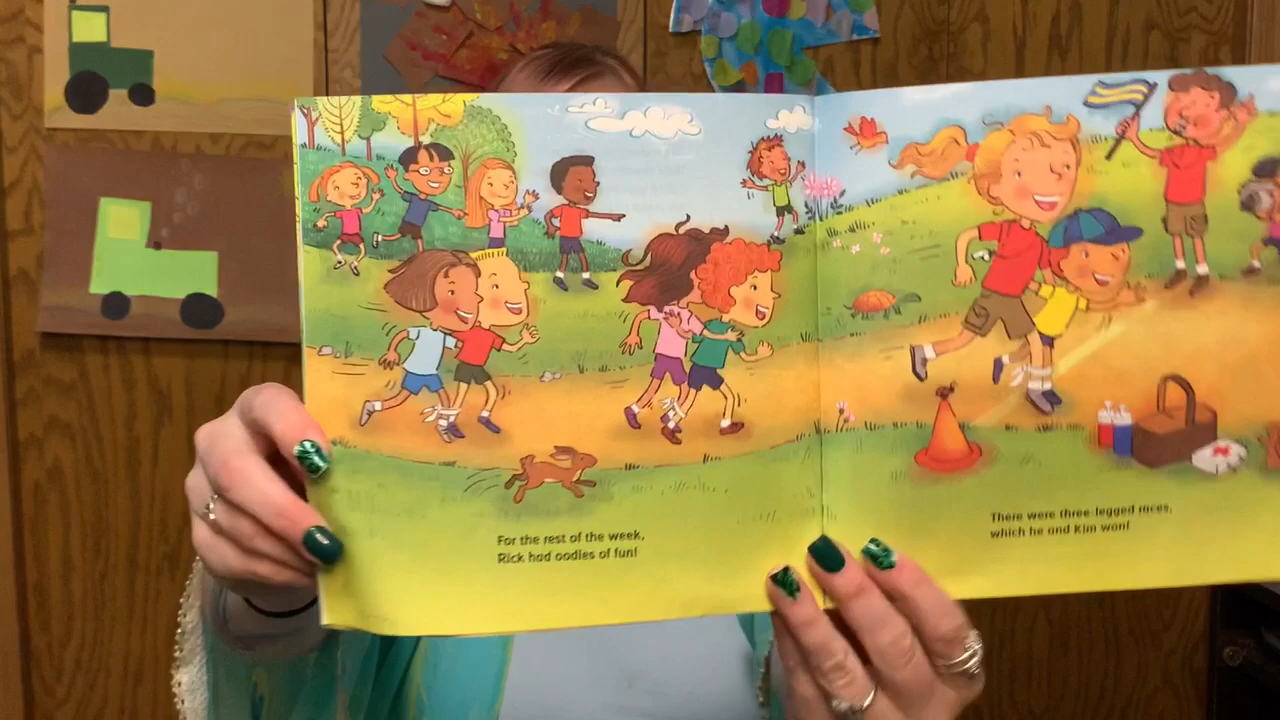 For the rest of the week,
Rick had oodles of fun!
There were three-legged races,
which he and Kim won!